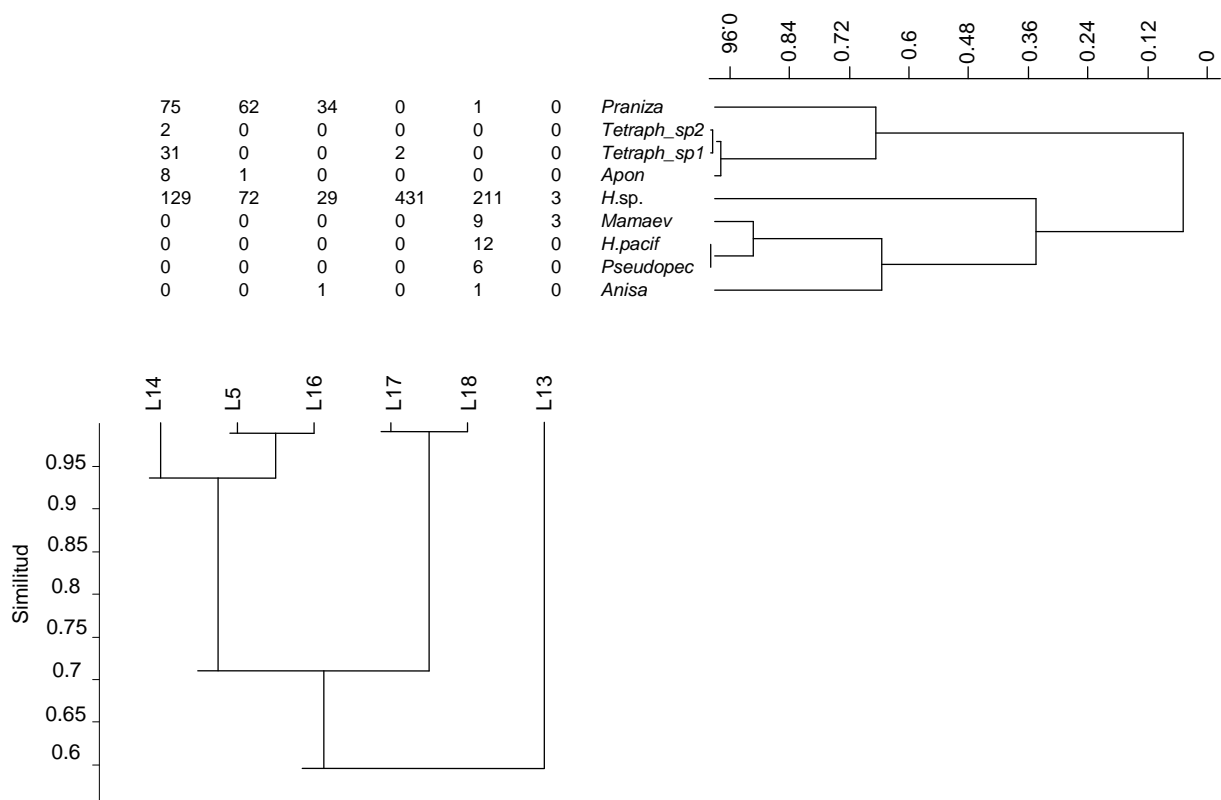 0.96 0.84 0.72 0.6 0.48 0.36 0.24 0.12 0
75 62 34 0 1 0 Praniza
2 0 0 0 0 0 Tetraph_sp2
31 0 0 2 0 0 Tetraph_sp1
8 1 0 0 0 0 Apon
129 72 29 431 211 3 H.sp.
0 0 0 0 9 3 Mamaev
0 0 0 0 12 0 H.pacif
0 0 0 0 6 0 Pseudopec
0 0 1 0 1 0 Anisa
L14 L5 L16 L17 L18 L13
0.95
0.9
0.85
0.8
0.75
0.7
0.65
0.6
Similitud